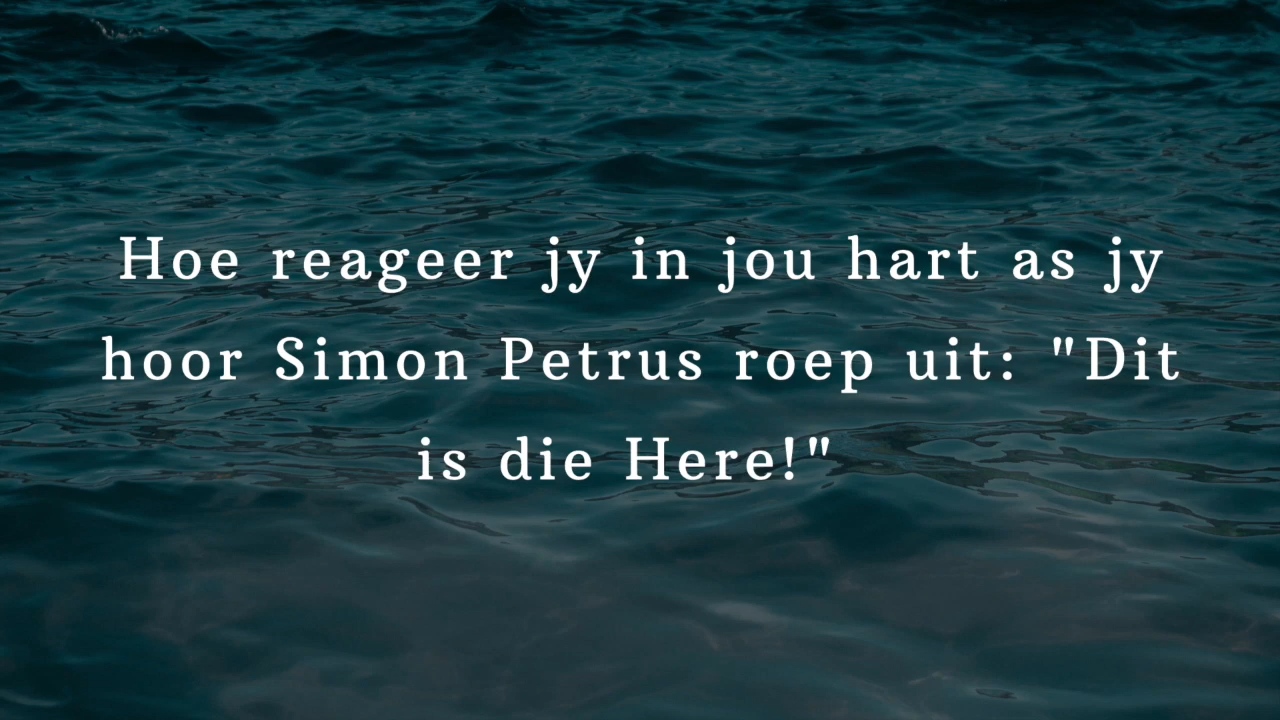 Hoe reageer jy in jou hart as jy
hoor Simon Petrus roep uit: "Dit
is die Here!"